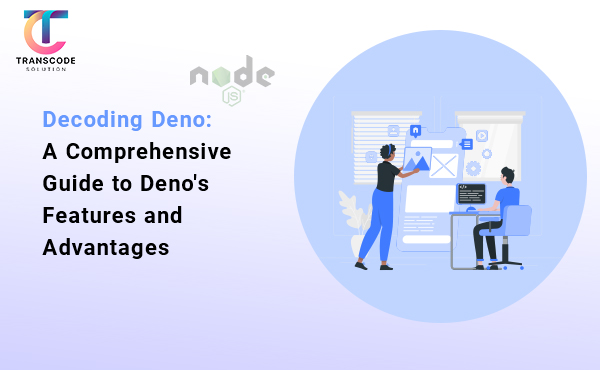 TRANSCODE
SOLUTION
node
JS
Decoding Deno:
A Comprehensive
Guide to Deno's
Features and
Advantages